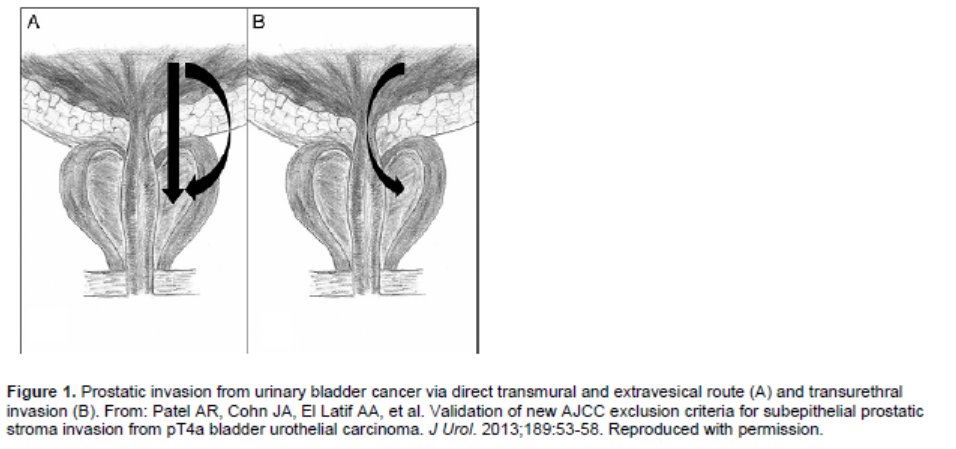 A
B
Figure 1. Prostatic invasion from urinary bladder cancer via direct transmural and extravesical route (A) and transurethral
invasion (B). From: Patel AR, Cohn JA, El Latif AA, et al. Validation of new AJCC exclusion criteria for subepithelial prostatic
stroma invasion from pT4a bladder urothelial carcinoma. J Urol. 2013;189:53-58. Reproduced with permission.